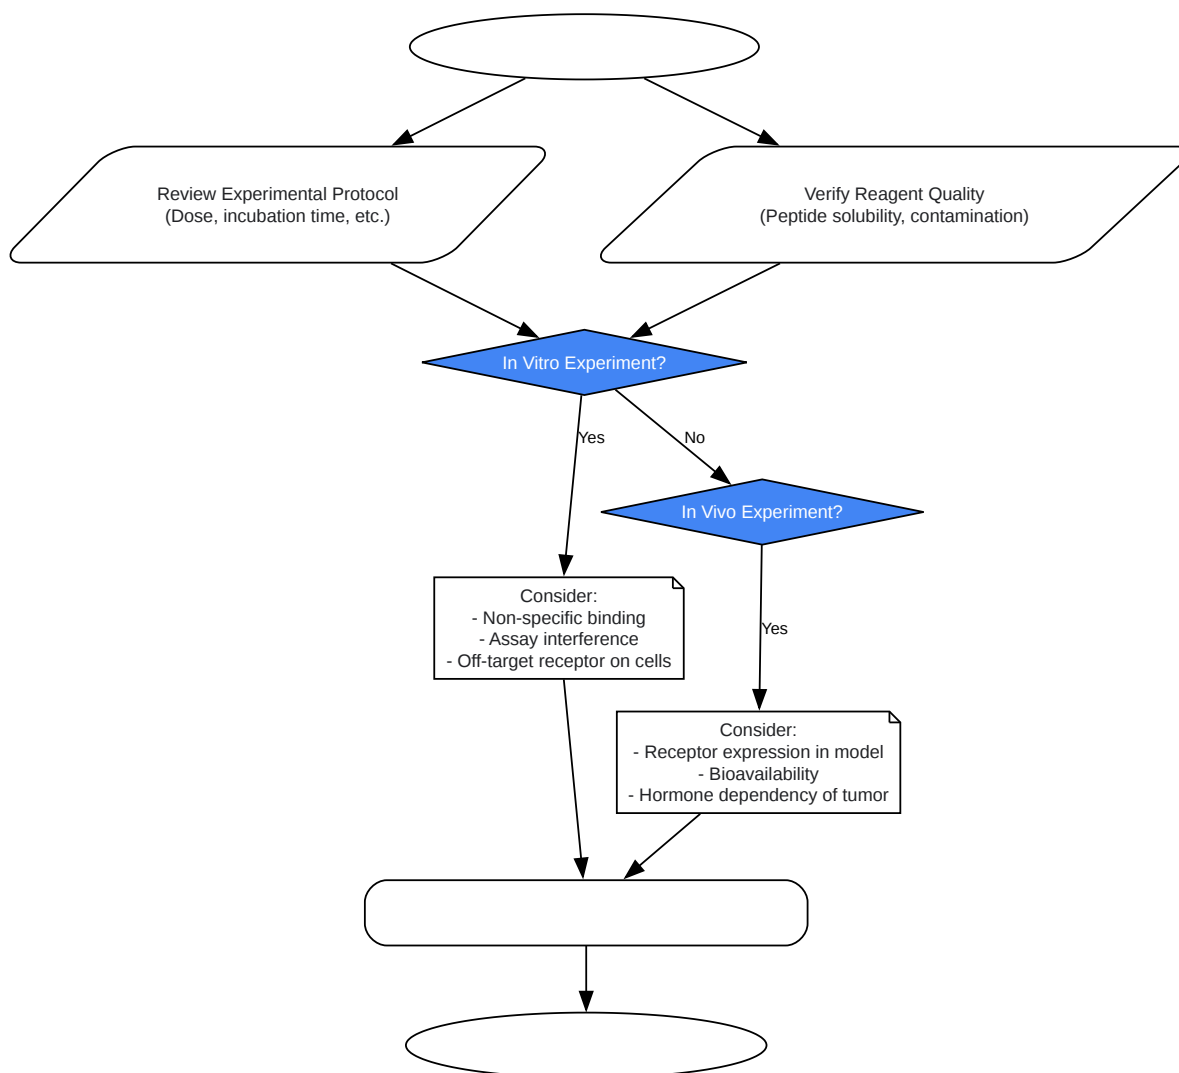 Review Experimental Protocol
(Dose, incubation time, etc.)
Verify Reagent Quality
(Peptide solubility, contamination)
In Vitro Experiment?
Yes
No
In Vivo Experiment?
Consider:
- Non-specific binding
- Assay interference
- Off-target receptor on cells
Yes
Consider:
- Receptor expression in model
- Bioavailability
- Hormone dependency of tumor